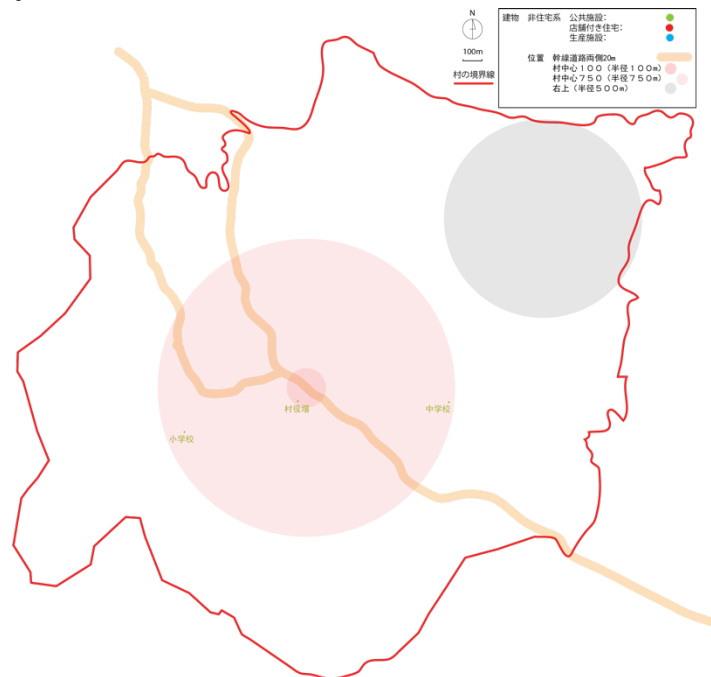 N
100m
村の境界線
建物 非住宅系 公共施設:
店舗付き住宅:
生産施設:
位置 幹線道路両側20m
村中心100(半径100m)
村中心750(半径750m)
右上(半径500m)
村役場
中学校
小学校